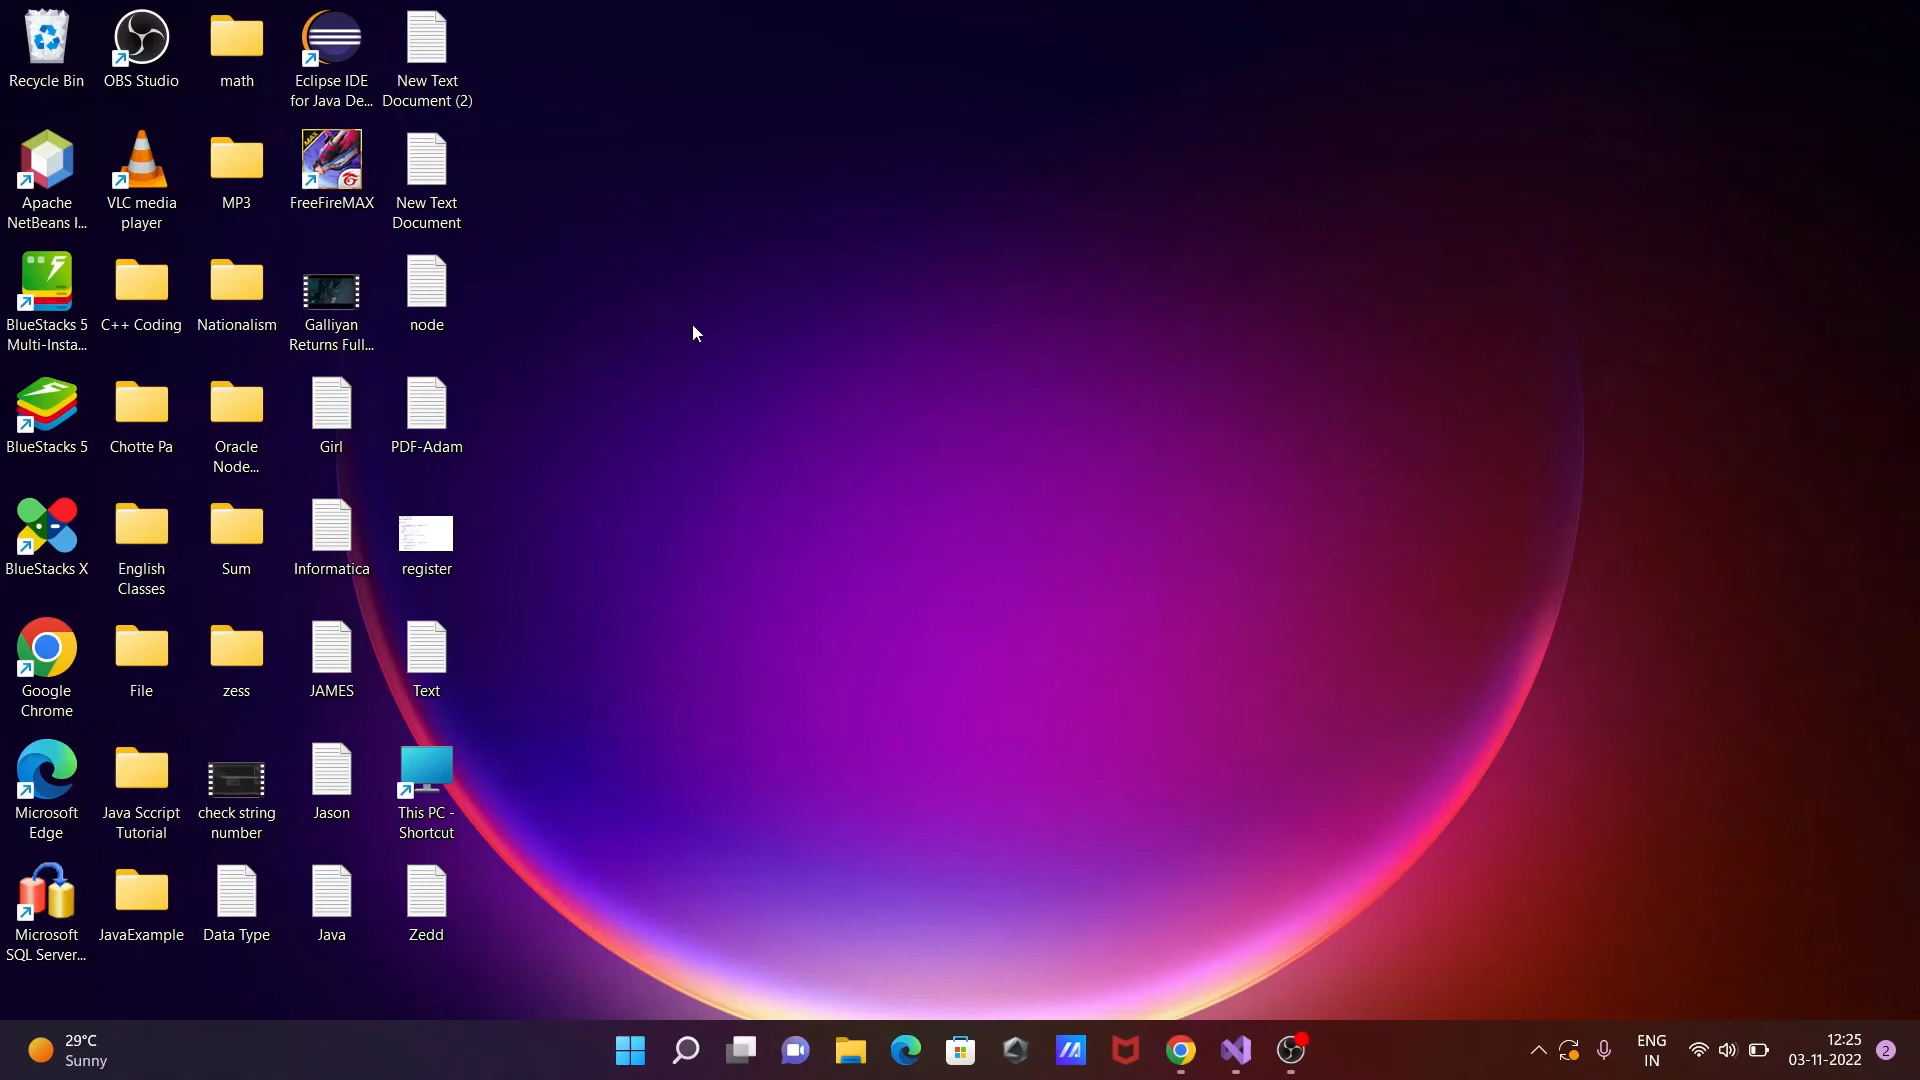 Recycle Bin
OBS Studio
math
Eclipse IDE
for Java De...
New Text
Document (2)
Apache
NetBeans I...
VLC media
player
MP3
MAX
FreeFireMAX
New Text
Document
BlueStacks 5
Multi-Insta...
C++ Coding
Nationalism
Galliyan
Returns Full...
node
BlueStacks 5
Chotte Pa
Oracle
Node...
Girl
PDF-Adam
BlueStacks X
English
Classes
Sum
Informatica
register
Google
Chrome
File
zess
JAMES
Text
Microsoft
Edge
Java Sccript
Tutorial
check string
number
Jason
This PC -
Shortcut
Microsoft
SQL Server...
JavaExample
Data Type
Java
Zedd
29°C
Sunny
ENG
IN
12:25
03-11-2022
2